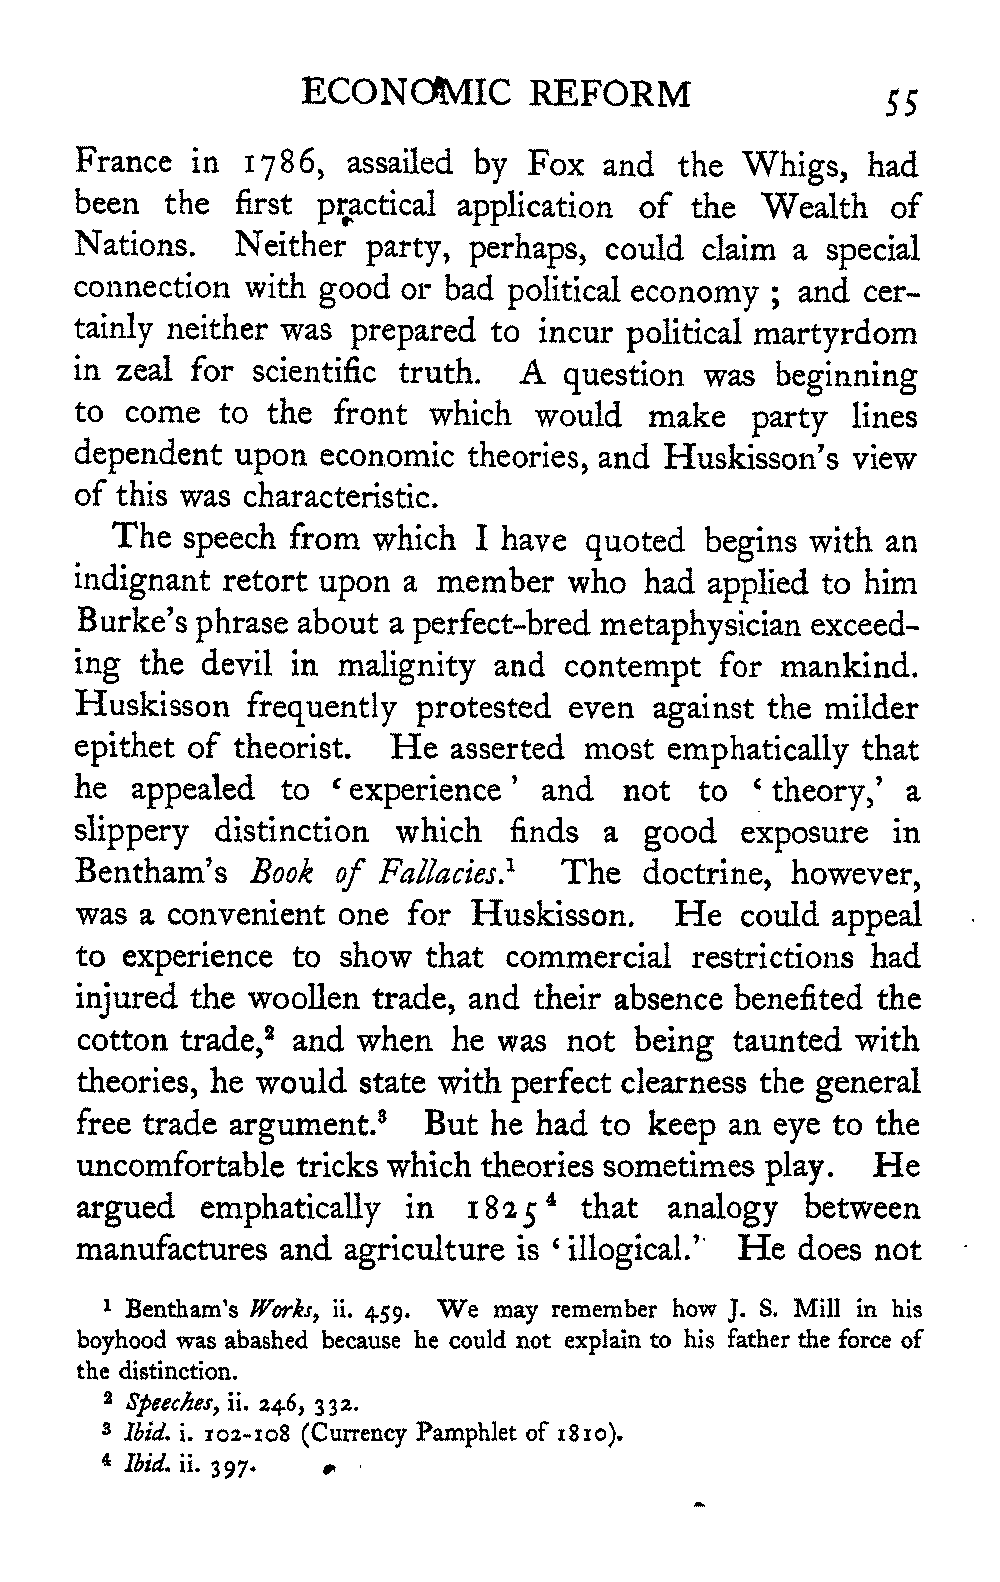 ECONOMIC REFORM 55
France in 1786, assailed by Fox and the Whigs, had
been the first practical application of the Wealth of
Nations. Neither party, perhaps, could claim a special
connection with good or bad political economy ; and cer-
tainly neither was prepared to incur political martyrdom
in zeal for scientific truth. A question was beginning
to come to the front which would make party lines
dependent upon economic theories, and Huskisson's view
of this was characteristic.
The speech from which I have quoted begins with an
indignant retort upon a member who had applied to him
Burke's phrase about a perfect-bred metaphysician exceed-
ing the devil in malignity and contempt for mankind.
Huskisson frequently protested even against the milder
epithet of theorist. He asserted most emphatically that
he appealed to ‘experience’ and not to ‘theory,’ a
slippery distinction which finds a good exposure in
Bentham's Book of Fallacies.¹ The doctrine, however,
was a convenient one for Huskisson. He could appeal
to experience to show that commercial restrictions had
injured the woollen trade, and their absence benefited the
cotton trade,² and when he was not being taunted with
theories, he would state with perfect clearness the general
free trade argument.³ But he had to keep an eye to the
uncomfortable tricks which theories sometimes play. He
argued emphatically in 1825⁴ that analogy between
manufactures and agriculture is ‘illogical.’ He does not
¹ Bentham's Works, ii. 459. We may remember how J. S. Mill in his
boyhood was abashed because he could not explain to his father the force of
the distinction.
² Speeches, ii. 246, 332.
³ Ibid. i. 102-108 (Currency Pamphlet of 1810).
⁴ Ibid. ii. 397.